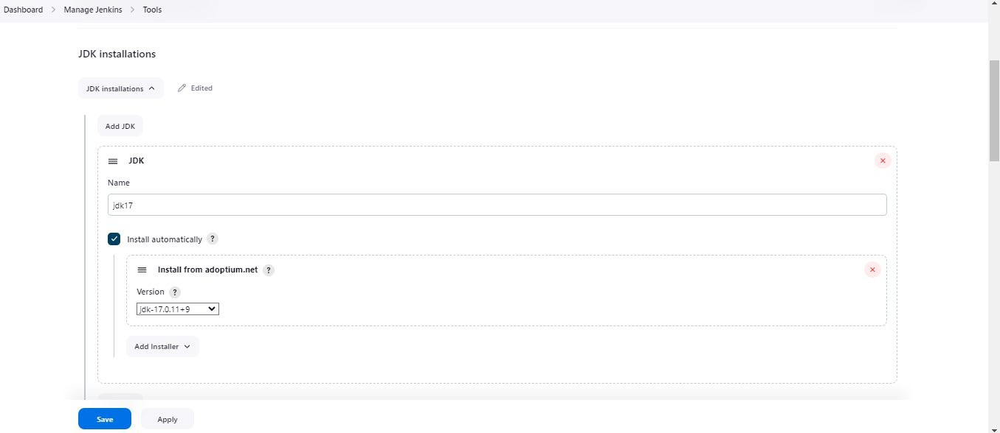 Dashboard > Manage Jenkins > Tools
JDK installations
JDK installations Edited
Add JDK
JDK
Name
jdk17
Install automatically ?
Install from adoptium.net ?
Version ?
jdk-17.0.11+9
Add Installer
Save Apply